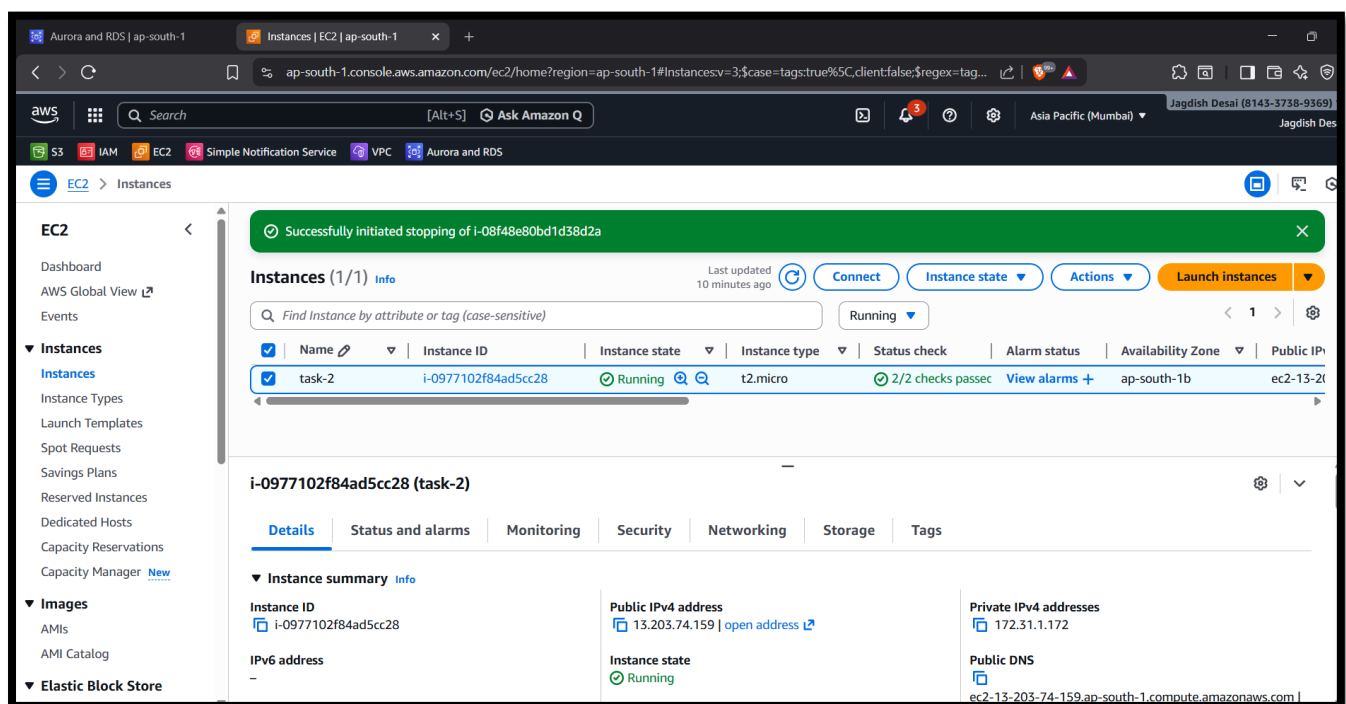 Aurora and RDS | ap-south-1
Instances | EC2 | ap-south-1
ap-south-1.console.aws.amazon.com/ec2/home?region=ap-south-1#Instances:v=3;$case=tags:true%5C,client:false;$regex=tag...
99+
aws
Search
[Alt+S]
Ask Amazon Q
3
Asia Pacific (Mumbai)
Jagdish Desai (8143-3738-9369)
Jagdish Des
S3
IAM
EC2
Simple Notification Service
VPC
Aurora and RDS
EC2 > Instances
EC2
Dashboard
AWS Global View
Events
Instances
Instances
Instance Types
Launch Templates
Spot Requests
Savings Plans
Reserved Instances
Dedicated Hosts
Capacity Reservations
Capacity Manager New
Images
AMIs
AMI Catalog
Elastic Block Store
Successfully initiated stopping of i-08f48e80bd1d38d2a
Instances (1/1) Info
Last updated
10 minutes ago
Connect
Instance state
Actions
Launch instances
Find Instance by attribute or tag (case-sensitive)
Running
1
Name
Instance ID
Instance state
Instance type
Status check
Alarm status
Availability Zone
Public IPv
task-2
i-0977102f84ad5cc28
Running
t2.micro
2/2 checks passec
View alarms +
ap-south-1b
ec2-13-20
i-0977102f84ad5cc28 (task-2)
Details
Status and alarms
Monitoring
Security
Networking
Storage
Tags
Instance summary Info
Instance ID
i-0977102f84ad5cc28
Public IPv4 address
13.203.74.159 | open address
Private IPv4 addresses
172.31.1.172
IPv6 address
–
Instance state
Running
Public DNS
ec2-13-203-74-159.ap-south-1.compute.amazonaws.com |